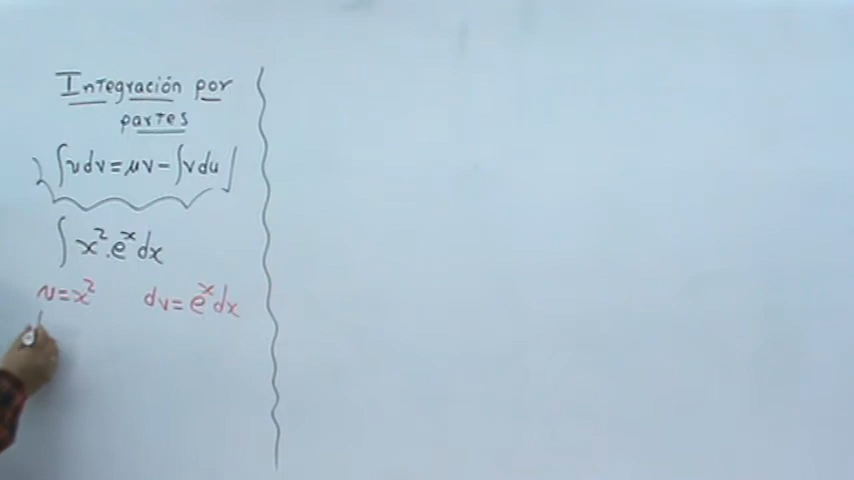 Integración por
partes
∫udv=uv-∫vdu
∫x².eˣdx
u=x² dv=eˣdx